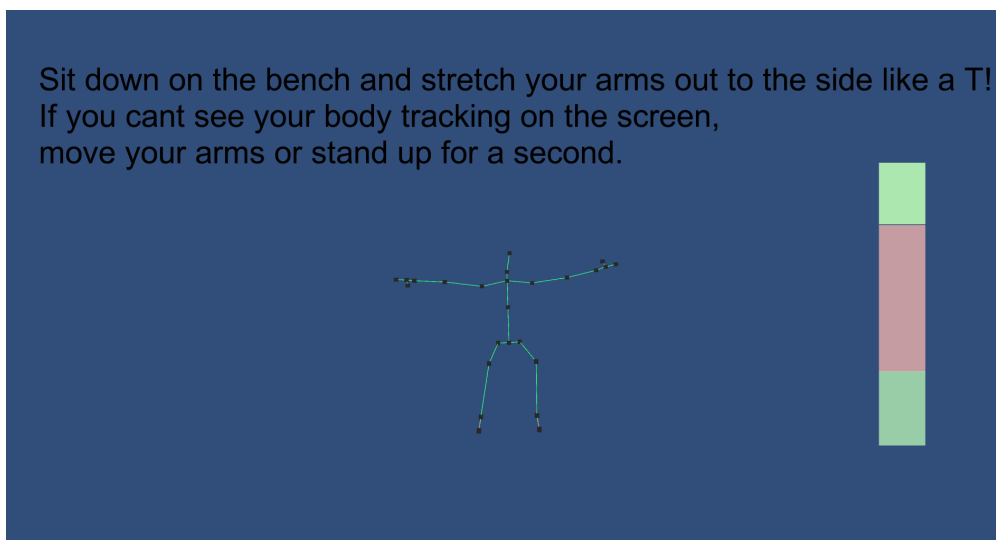 Sit down on the bench and stretch your arms out to the side like a T!
If you cant see your body tracking on the screen,
move your arms or stand up for a second.